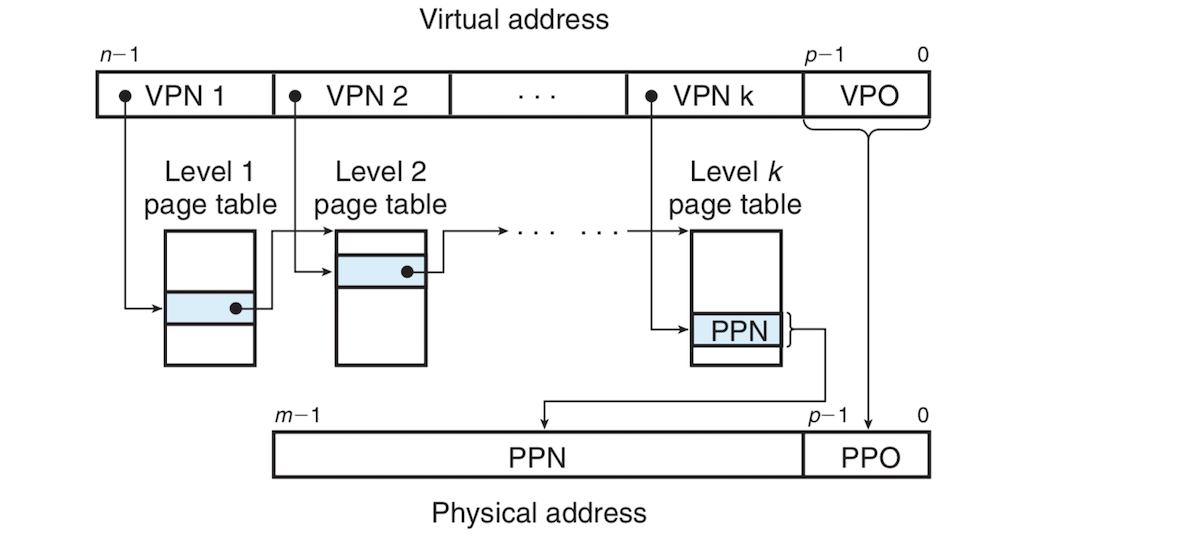 Virtual address
n−1
p−1
0
VPN 1
VPN 2
· · ·
VPN k
VPO
Level 1
page table
Level 2
page table
Level k
page table
· · ·
· · ·
PPN
m−1
p−1
0
PPN
PPO
Physical address